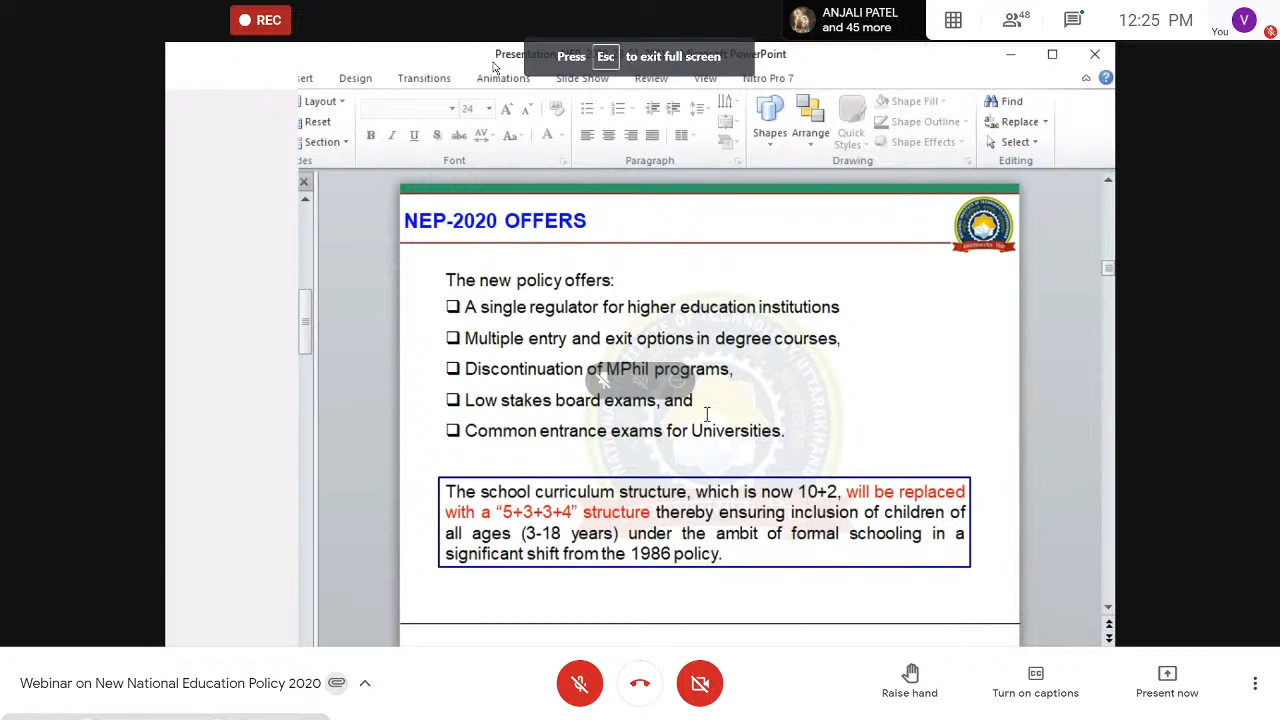 REC
ANJALI PATEL
and 45 more
48
12:25 PM
You
V
Press Esc to exit full screen
Presentation
PowerPoint
Design Transitions Animations Slide Show Review View Nitro Pro 7
Layout
Reset
Section
24
Font
Paragraph
Shapes
Arrange
Quick
Styles
Shape Fill
Shape Outline
Shape Effects
Drawing
Find
Replace
Select
Editing
NEP-2020 OFFERS
The new policy offers:
❑ A single regulator for higher education institutions
❑ Multiple entry and exit options in degree courses,
❑ Discontinuation of MPhil programs,
❑ Low stakes board exams, and
❑ Common entrance exams for Universities.
The school curriculum structure, which is now 10+2, will be replaced
with a “5+3+3+4” structure thereby ensuring inclusion of children of
all ages (3-18 years) under the ambit of formal schooling in a
significant shift from the 1986 policy.
Webinar on New National Education Policy 2020
Raise hand
Turn on captions
Present now